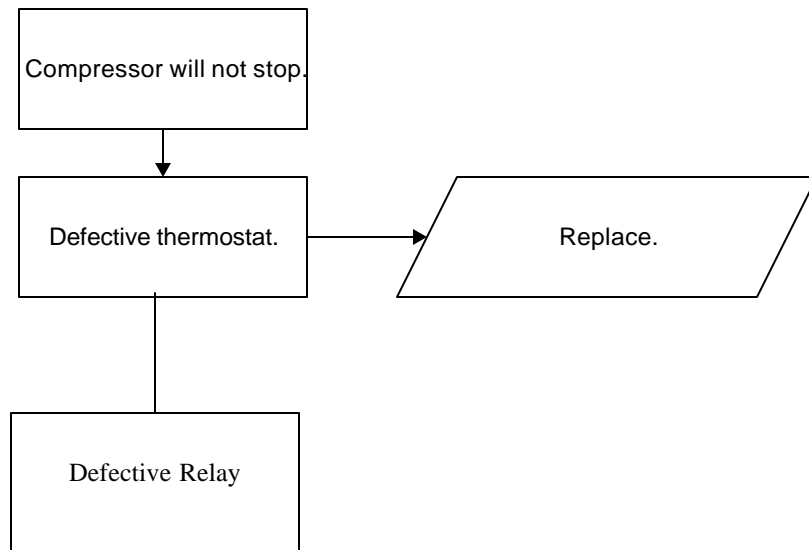 Compressor will not stop.
Defective thermostat.
Replace.
Defective Relay